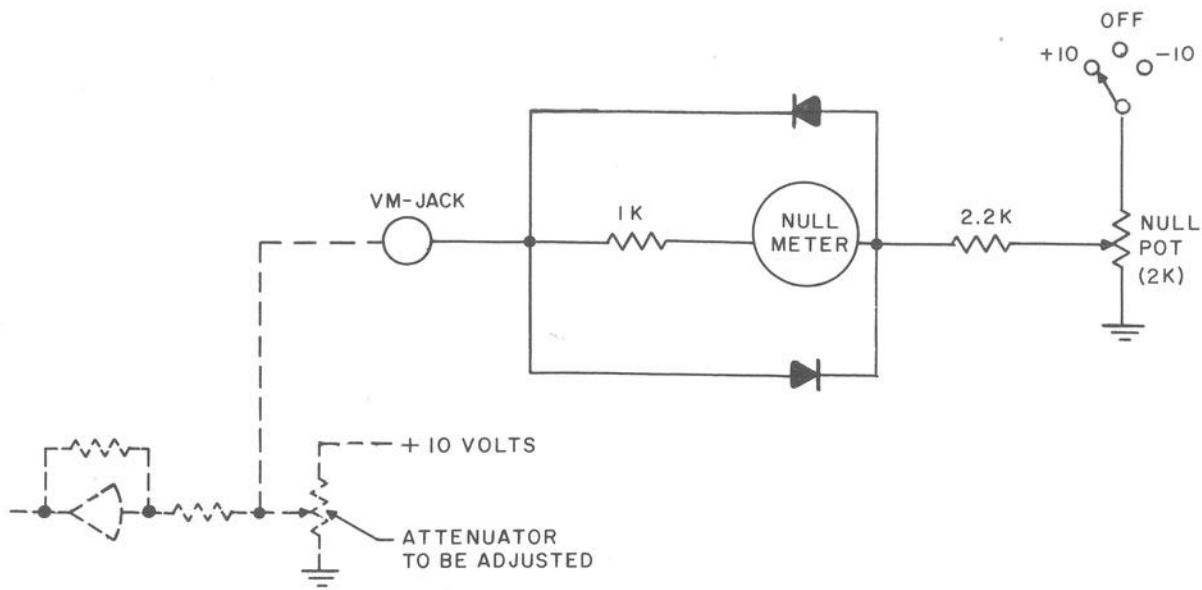 OFF
+10
-10
VM-JACK
1K
NULL
METER
2.2K
NULL
POT
(2K)
+10 VOLTS
ATTENUATOR
TO BE ADJUSTED